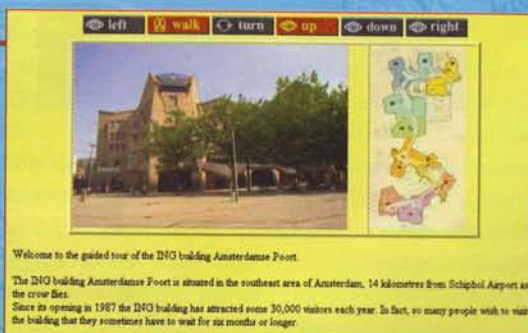 left walk turn up down right
Welcome to the guided tour of the ING building Amsterdamse Poort.
The ING building Amsterdamse Poort is situated in the southeast area of Amsterdam, 14 kilometres from Schiphol Airport as
the crow flies.
Since its opening in 1987 the ING building has attracted some 30,000 visitors each year. In fact, so many people wish to visit
the building that they sometimes have to wait for six months or longer.